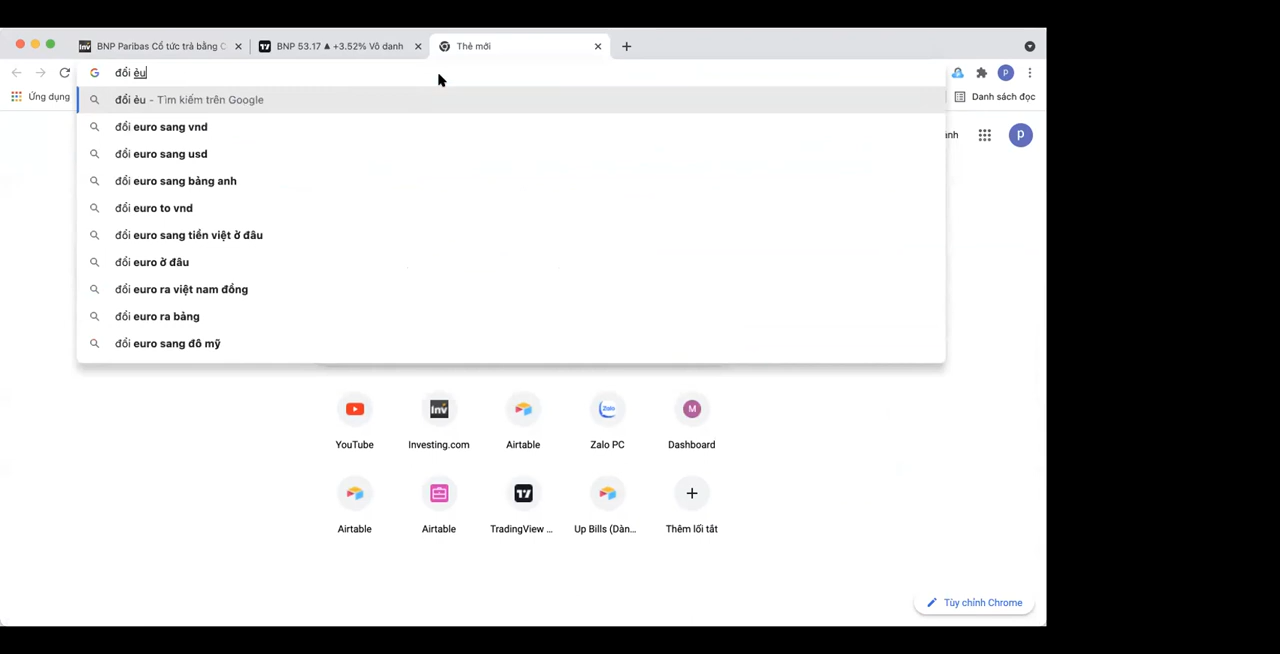 BNP Paribas Cổ tức trả bằng C
BNP 53.17 ▲ +3.52% Vô danh
Thẻ mới
đổi èu
Ứng dụng
Danh sách đọc
đổi èu - Tìm kiếm trên Google
đổi euro sang vnd
ảnh
P
đổi euro sang usd
đổi euro sang bảng anh
đổi euro to vnd
đổi euro sang tiền việt ở đâu
đổi euro ở đâu
đổi euro ra việt nam đồng
đổi euro ra bảng
đổi euro sang đô mỹ
YouTube
Investing.com
Airtable
Zalo PC
Dashboard
Airtable
Airtable
TradingView ...
Up Bills (Dàn...
Thêm lối tắt
Tùy chỉnh Chrome